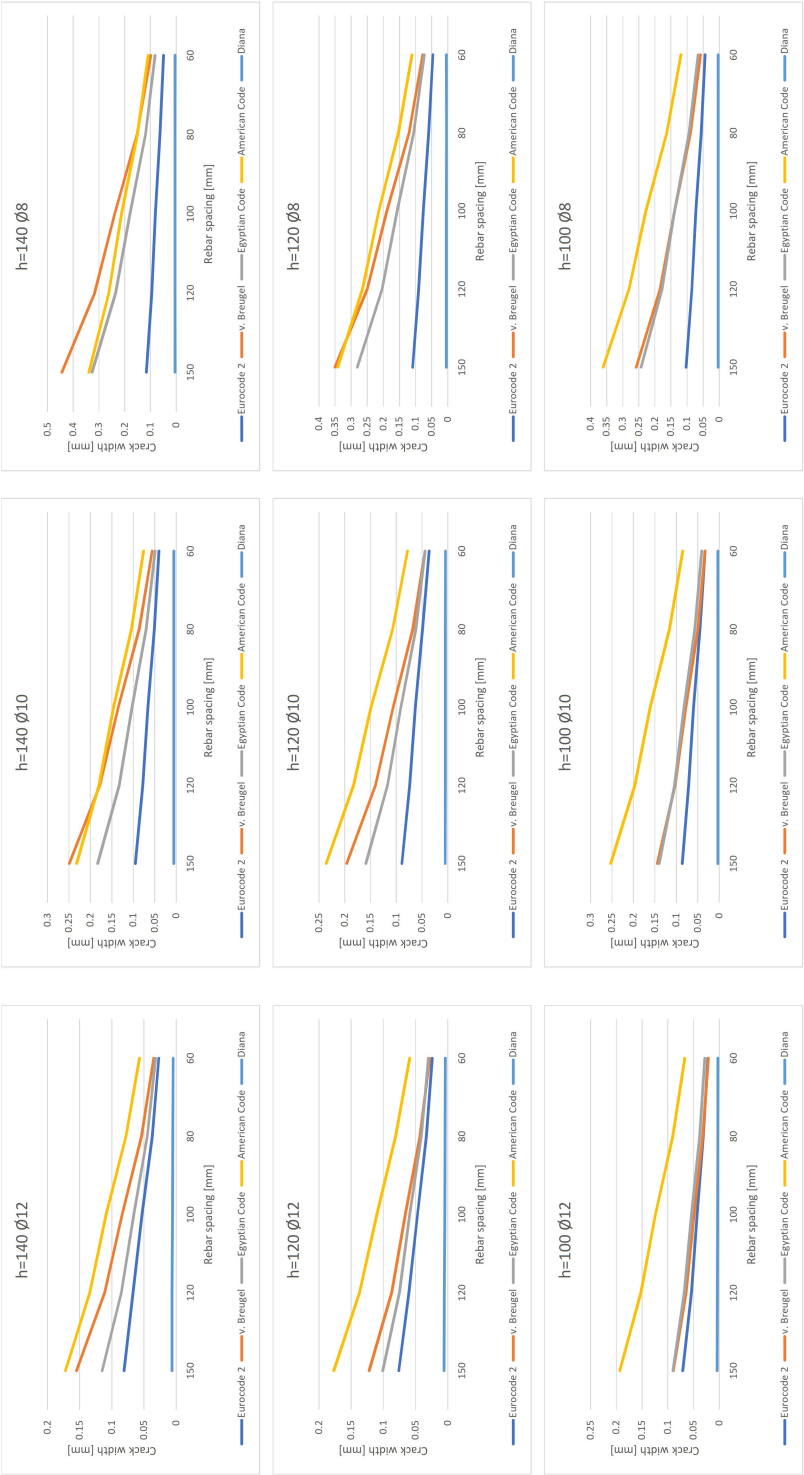 h=140 Ø12
0.2
0.15
0.1
0.05
0
Crack width [mm]
150 120 100 80 60
Rebar spacing [mm]
Eurocode 2 v. Breugel Egyptian Code American Code Diana
h=140 Ø10
0.3
0.25
0.2
0.15
0.1
0.05
0
Crack width [mm]
150 120 100 80 60
Rebar spacing [mm]
Eurocode 2 v. Breugel Egyptian Code American Code Diana
h=140 Ø8
0.5
0.4
0.3
0.2
0.1
0
Crack width [mm]
150 120 100 80 60
Rebar spacing [mm]
Eurocode 2 v. Breugel Egyptian Code American Code Diana
h=120 Ø12
0.2
0.15
0.1
0.05
0
Crack width [mm]
150 120 100 80 60
Rebar spacing [mm]
Eurocode 2 v. Breugel Egyptian Code American Code Diana
h=120 Ø10
0.25
0.2
0.15
0.1
0.05
0
Crack width [mm]
150 120 100 80 60
Rebar spacing [mm]
Eurocode 2 v. Breugel Egyptian Code American Code Diana
h=120 Ø8
0.4
0.35
0.3
0.25
0.2
0.15
0.1
0.05
0
Crack width [mm]
150 120 100 80 60
Rebar spacing [mm]
Eurocode 2 v. Breugel Egyptian Code American Code Diana
h=100 Ø12
0.25
0.2
0.15
0.1
0.05
0
Crack width [mm]
150 120 100 80 60
Rebar spacing [mm]
Eurocode 2 v. Breugel Egyptian Code American Code Diana
h=100 Ø10
0.3
0.25
0.2
0.15
0.1
0.05
0
Crack width [mm]
150 120 100 80 60
Rebar spacing [mm]
Eurocode 2 v. Breugel Egyptian Code American Code Diana
h=100 Ø8
0.4
0.35
0.3
0.25
0.2
0.15
0.1
0.05
0
Crack width [mm]
150 120 100 80 60
Rebar spacing [mm]
Eurocode 2 v. Breugel Egyptian Code American Code Diana